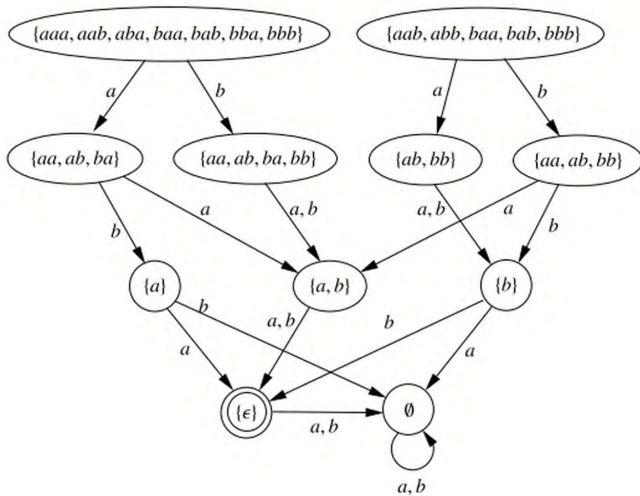 {aaa, aab, aba, baa, bab, bba, bbb}
{aab, abb, baa, bab, bbb}
a
b
a
b
{aa, ab, ba}
{aa, ab, ba, bb}
{ab, bb}
{aa, ab, bb}
b
a
a, b
a, b
a
b
{a}
{a, b}
{b}
a
b
a, b
b
a
{ϵ}
a, b
∅
a, b